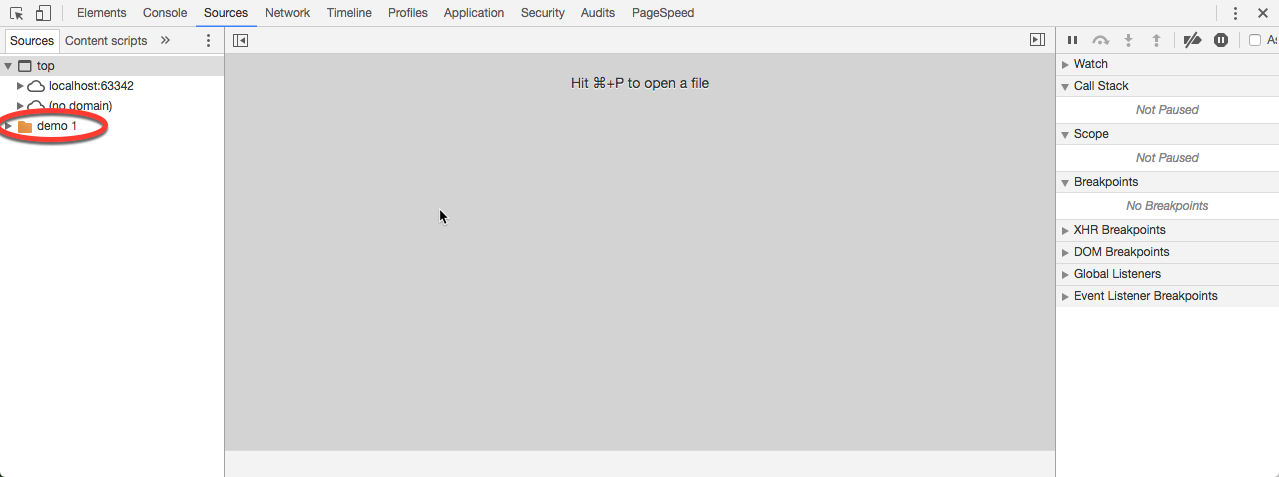 Elements Console Sources Network Timeline Profiles Application Security Audits PageSpeed
Sources Content scripts »
top
localhost:63342
(no domain)
demo 1
Hit ⌘+P to open a file
Watch
Call Stack
Not Paused
Scope
Not Paused
Breakpoints
No Breakpoints
XHR Breakpoints
DOM Breakpoints
Global Listeners
Event Listener Breakpoints